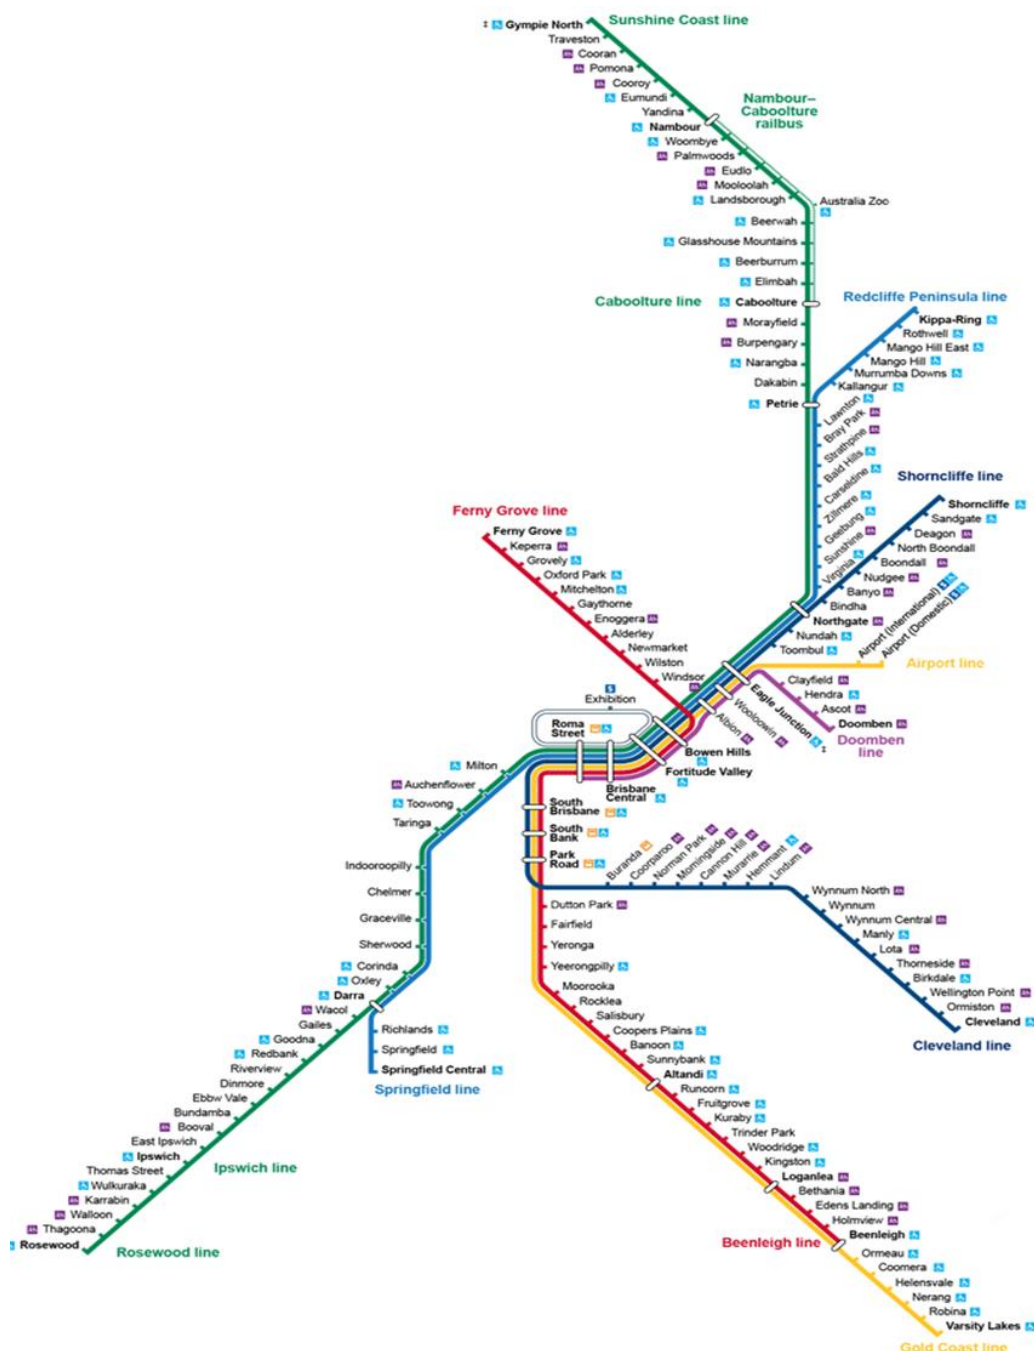 Gympie North
Sunshine Coast line
Traveston
Cooran
Pomona
Cooroy
Eumundi
Yandina
Nambour–
Caboolture
railbus
Nambour
Woombye
Palmwoods
Eudlo
Mooloolah
Landsborough
Australia Zoo
Beerwah
Glasshouse Mountains
Beerburrum
Elimbah
Caboolture line
Caboolture
Morayfield
Burpengary
Narangba
Dakabin
Petrie
Redcliffe Peninsula line
Kippa-Ring
Rothwell
Mango Hill East
Mango Hill
Murrumba Downs
Kallangur
Lawnton
Bray Park
Strathpine
Bald Hills
Carseldine
Zillmere
Geebung
Sunshine
Virginia
Shorncliffe line
Shorncliffe
Sandgate
Deagon
North Boondall
Boondall
Nudgee
Banyo
Bindha
Northgate
Nundah
Toombul
Airport (International)
Airport (Domestic)
Airport line
Ferny Grove line
Ferny Grove
Keperra
Grovely
Oxford Park
Mitchelton
Gaythorne
Enoggera
Alderley
Newmarket
Wilston
Windsor
Exhibition
Eagle Junction
Wooloowin
Albion
Clayfield
Hendra
Ascot
Doomben
Doomben
line
Roma
Street
Bowen Hills
Fortitude Valley
Brisbane
Central
Milton
Auchenflower
Toowong
Taringa
Indooroopilly
Chelmer
Graceville
Sherwood
Corinda
Oxley
Darra
Wacol
Gailes
Goodna
Redbank
Riverview
Dinmore
Ebbw Vale
Bundamba
Booval
East Ipswich
Ipswich
Thomas Street
Wulkuraka
Karrabin
Walloon
Thagoona
Rosewood
Ipswich line
Rosewood line
Richlands
Springfield
Springfield Central
Springfield line
South
Brisbane
South
Bank
Park
Road
Buranda
Coorparoo
Norman Park
Morningside
Cannon Hill
Murarrie
Hemmant
Lindum
Wynnum North
Wynnum
Wynnum Central
Manly
Lota
Thorneside
Birkdale
Wellington Point
Ormiston
Cleveland
Cleveland line
Dutton Park
Fairfield
Yeronga
Yeerongpilly
Moorooka
Rocklea
Salisbury
Coopers Plains
Banoon
Sunnybank
Altandi
Runcorn
Fruitgrove
Kuraby
Trinder Park
Woodridge
Kingston
Loganlea
Bethania
Edens Landing
Holmview
Beenleigh
Beenleigh line
Ormeau
Coomera
Helensvale
Nerang
Robina
Varsity Lakes
Gold Coast line